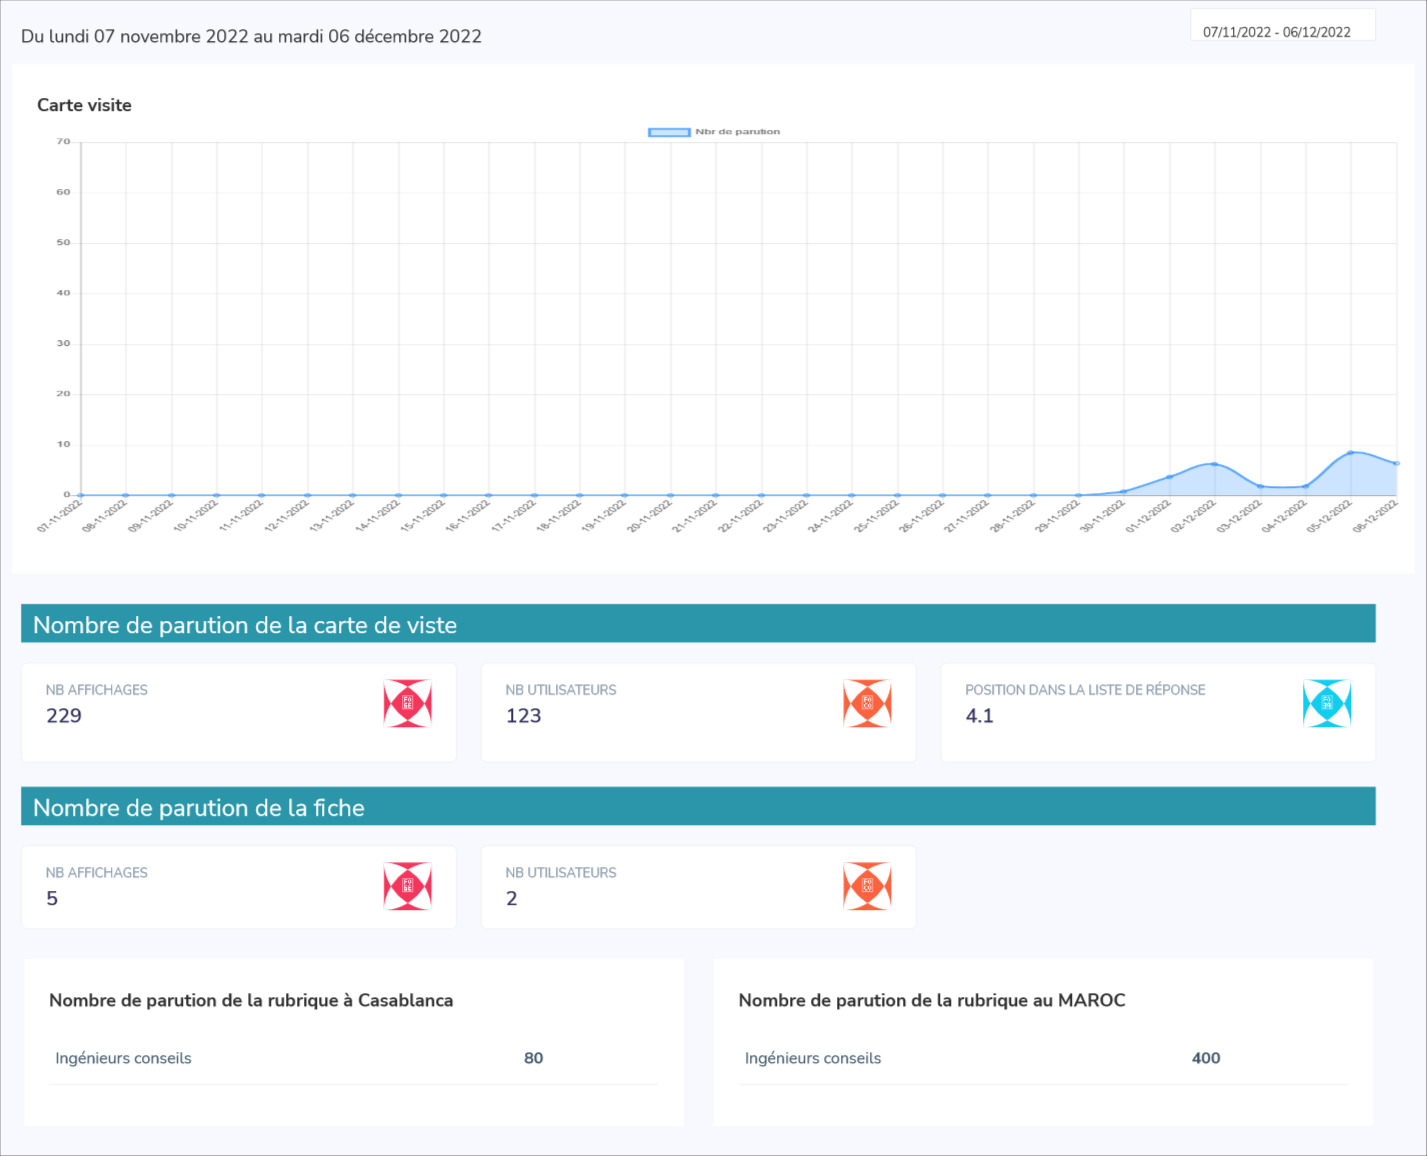 Du lundi 07 novembre 2022 au mardi 06 décembre 2022
07/11/2022 - 06/12/2022
Carte visite
Nbr de parution
70
60
50
40
30
20
10
0
07-11-2022
08-11-2022
09-11-2022
10-11-2022
11-11-2022
12-11-2022
13-11-2022
14-11-2022
15-11-2022
16-11-2022
17-11-2022
18-11-2022
19-11-2022
20-11-2022
21-11-2022
22-11-2022
23-11-2022
24-11-2022
25-11-2022
26-11-2022
27-11-2022
28-11-2022
29-11-2022
30-11-2022
01-12-2022
02-12-2022
03-12-2022
04-12-2022
05-12-2022
06-12-2022
Nombre de parution de la carte de viste
NB AFFICHAGES
229
NB UTILISATEURS
123
POSITION DANS LA LISTE DE RÉPONSE
4.1
Nombre de parution de la fiche
NB AFFICHAGES
5
NB UTILISATEURS
2
Nombre de parution de la rubrique à Casablanca
Ingénieurs conseils 80
Nombre de parution de la rubrique au MAROC
Ingénieurs conseils 400